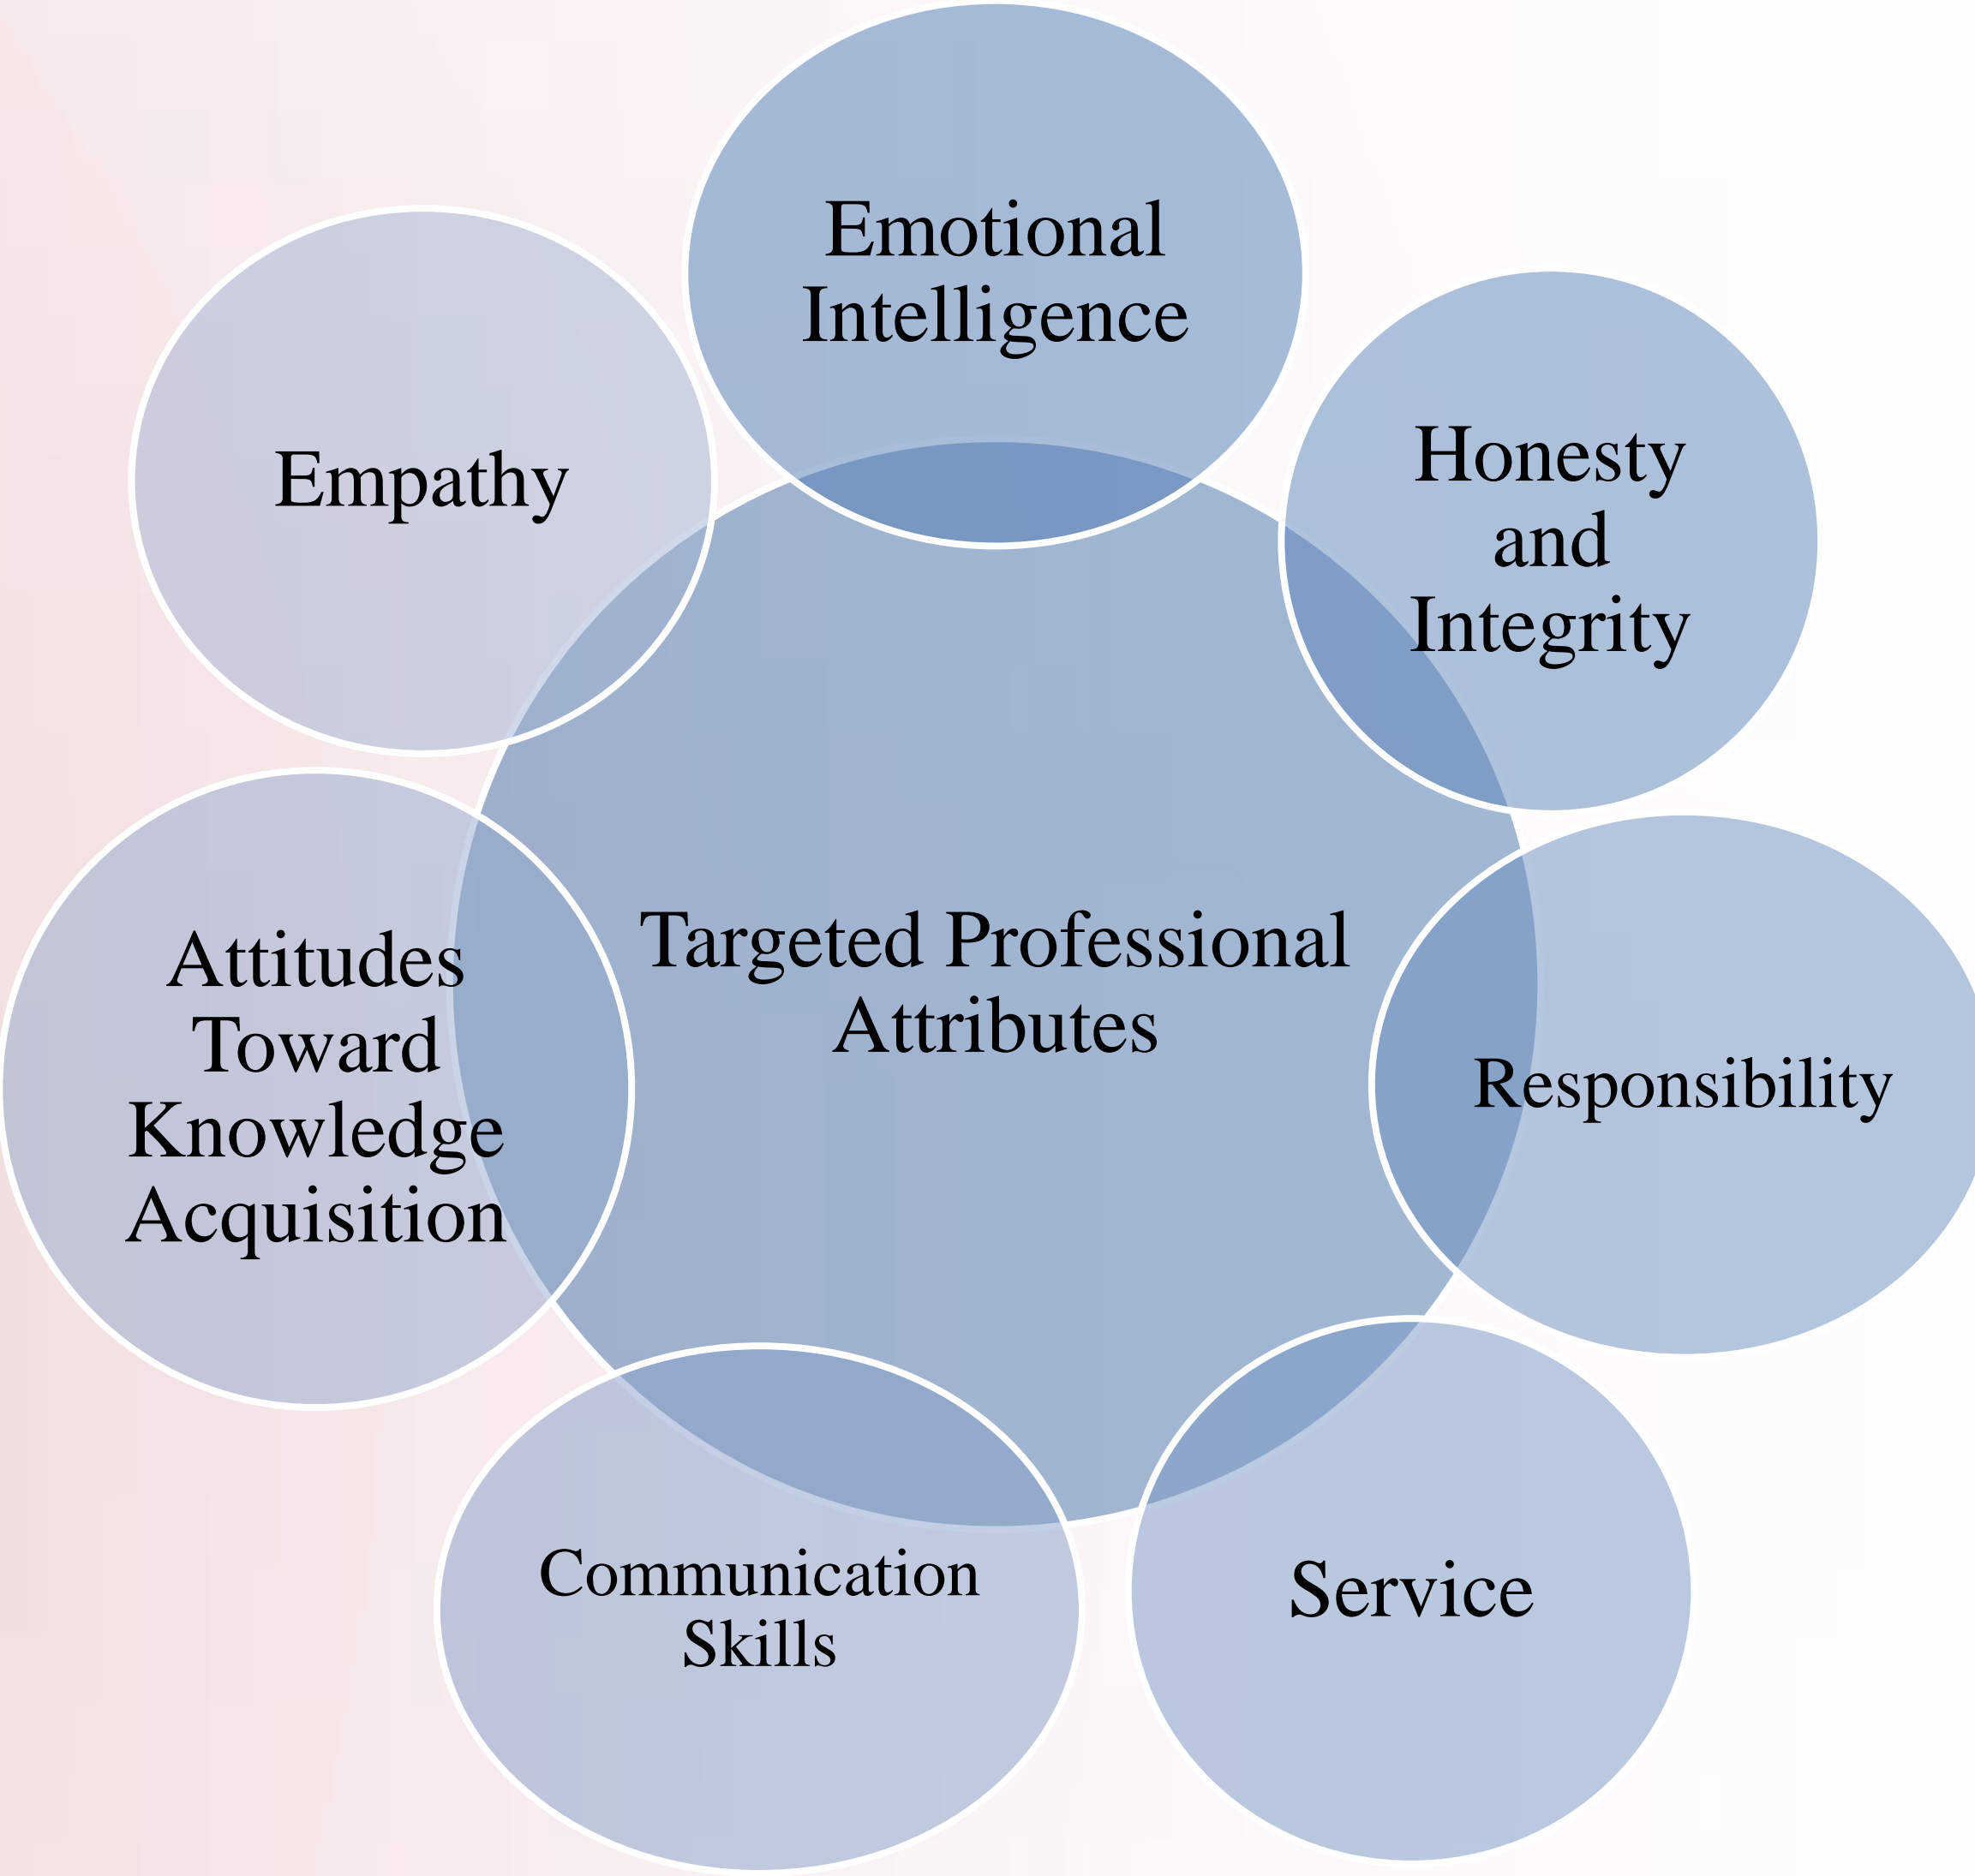 Emotional
Intelligence
Honesty
and
Integrity
Responsibility
Service
Communication
Skills
Attitudes
Toward
Knowledge
Acquisition
Empathy
Targeted Professional
Attributes